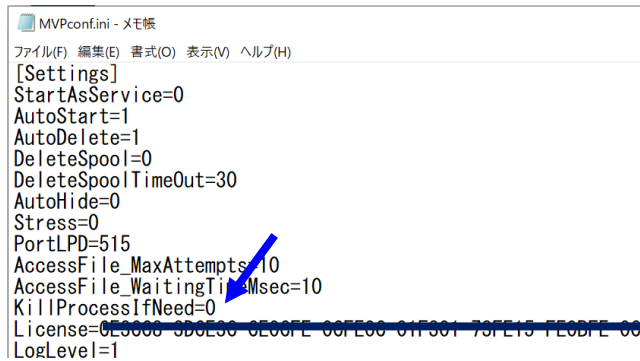 MVPconf.ini - メモ帳
ファイル(F) 編集(E) 書式(O) 表示(V) ヘルプ(H)
[Settings]
StartAsService=0
AutoStart=1
AutoDelete=1
DeleteSpool=0
DeleteSpoolTimeOut=30
AutoHide=0
Stress=0
PortLPD=515
AccessFile_MaxAttempts=10
AccessFile_WaitingTimeMsec=10
KillProcessIfNeed=0
License=
LogLevel=1